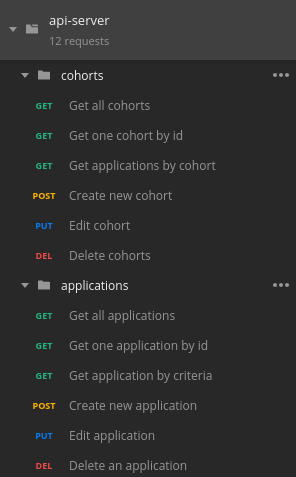 api-server
12 requests
cohorts
GET Get all cohorts
GET Get one cohort by id
GET Get applications by cohort
POST Create new cohort
PUT Edit cohort
DEL Delete cohorts
applications
GET Get all applications
GET Get one application by id
GET Get application by criteria
POST Create new application
PUT Edit application
DEL Delete an application